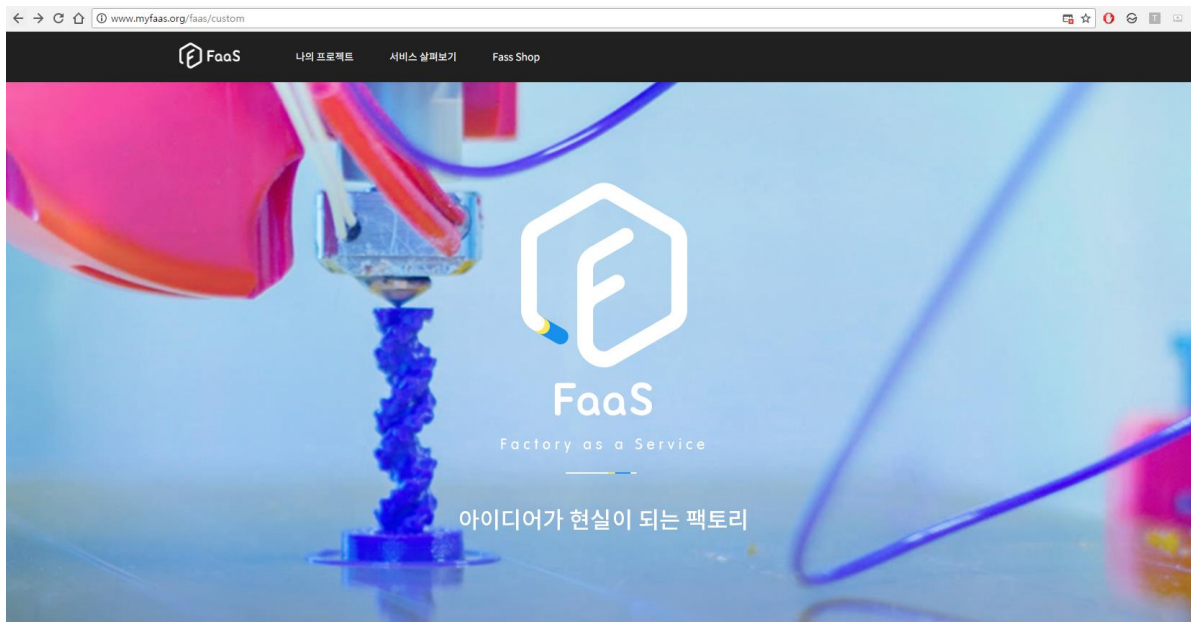 www.myfaas.org/faas/custom
FaaS 나의 프로젝트 서비스 살펴보기 Fass Shop
FaaS
Factory as a Service
아이디어가 현실이 되는 팩토리